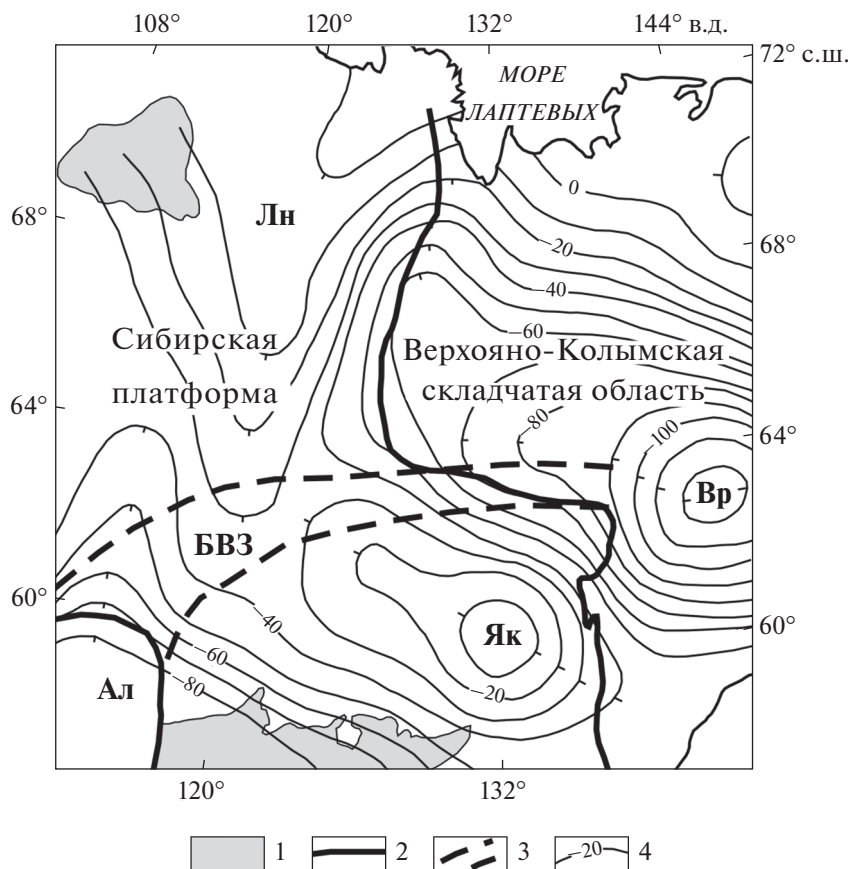 108° 120° 132° 144° в.д.
72° с.ш.
МОРЕ
ЛАПТЕВЫХ
0
68° Лн 68°
−20
−40
−60
Сибирская
платформа
Верхояно-Колымская
складчатая область
64° −80 −100 64°
Вр
БВЗ
60° −40 Як 60°
−60
Ал −80 −20
120° 132°
1 2 3 −20 4